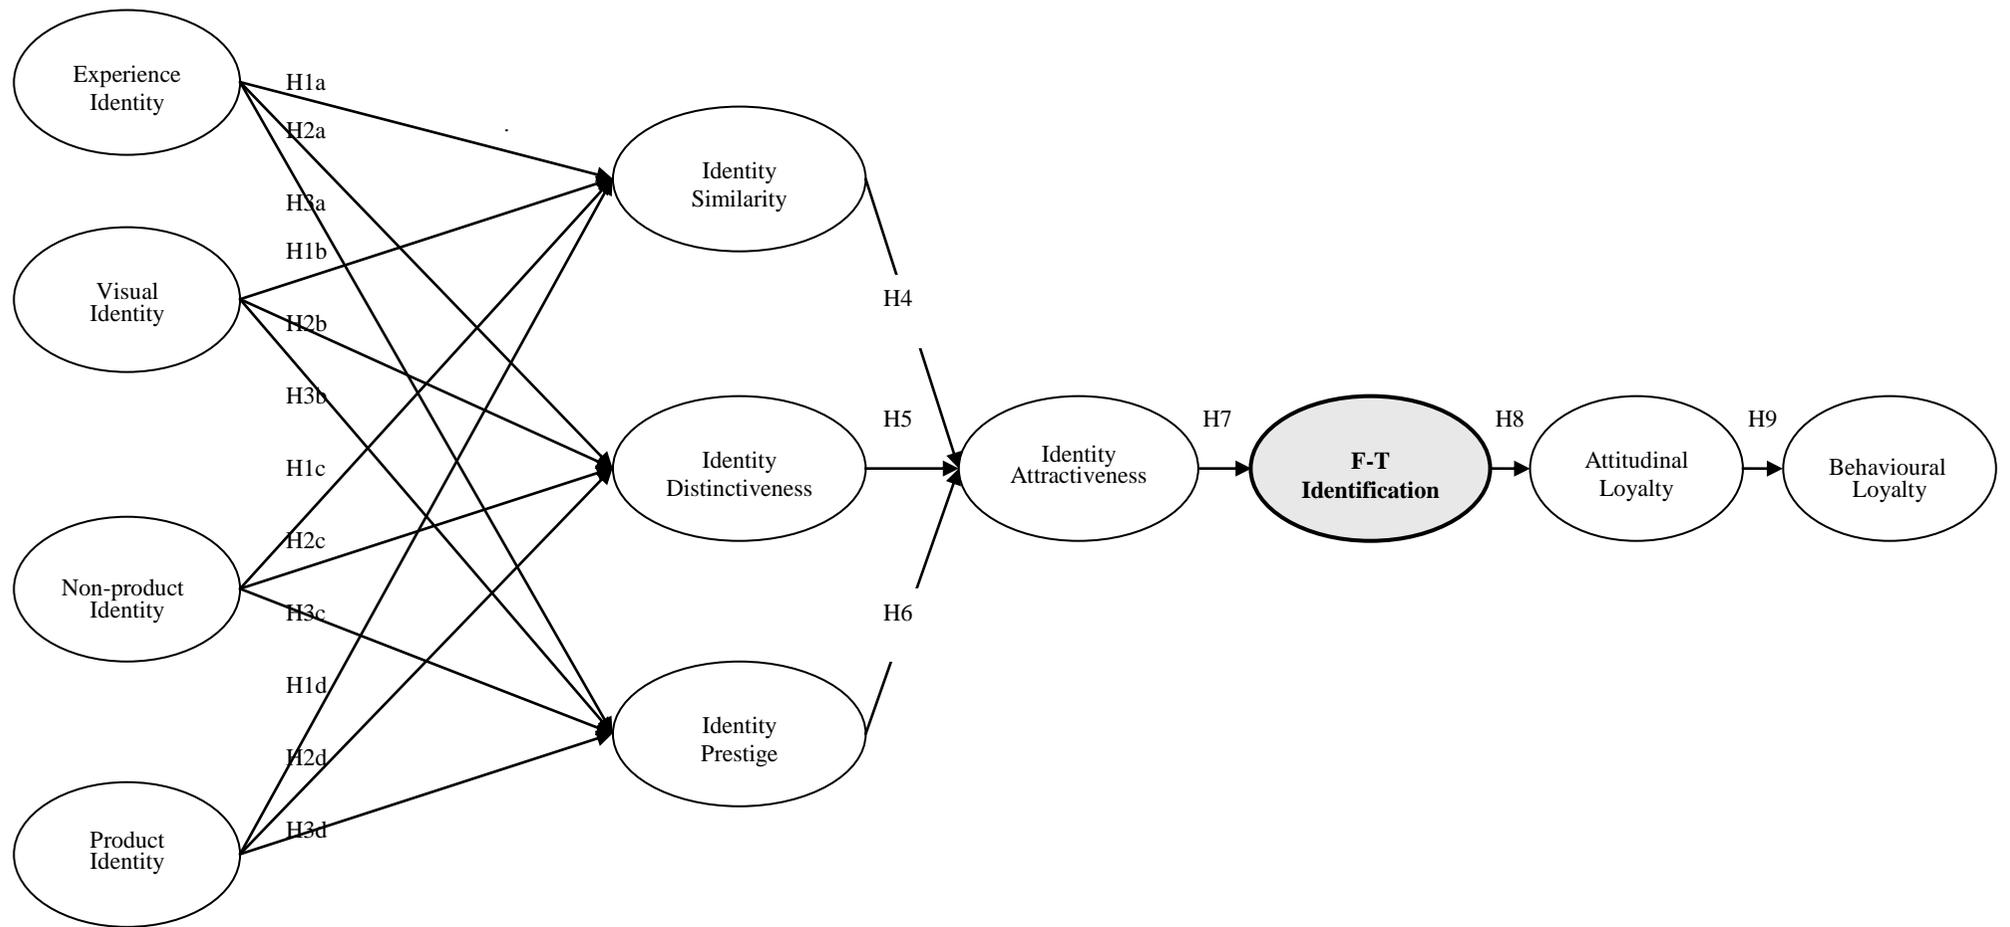 Experience
Identity
H1a
H2a
H3a
Visual
Identity
H1b
H2b
H3b
Non-product
Identity
H1c
H2c
H3c
Product
Identity
H1d
H2d
H3d
Identity
Similarity
Identity
Distinctiveness
Identity
Prestige
H4
H5
H6
Identity
Attractiveness
H7
F-T
Identification
H8
Attitudinal
Loyalty
H9
Behavioural
Loyalty